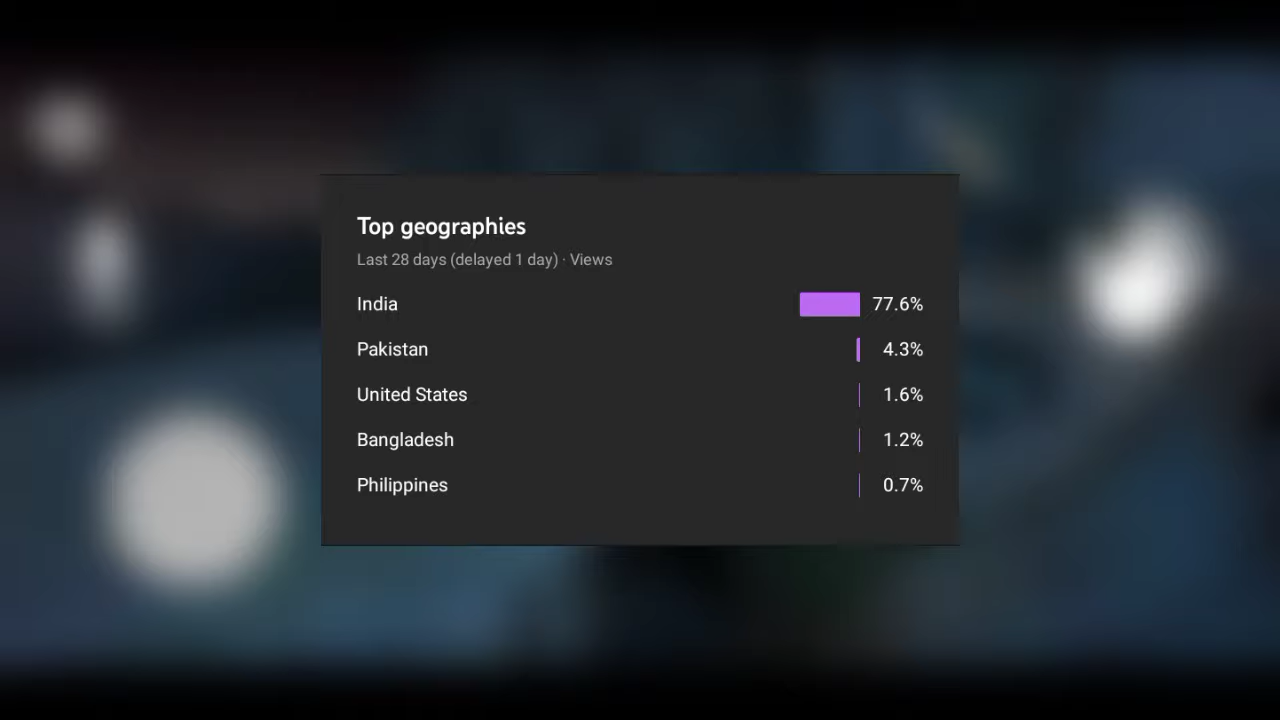 Top geographies
Last 28 days (delayed 1 day) · Views
India 77.6%
Pakistan 4.3%
United States 1.6%
Bangladesh 1.2%
Philippines 0.7%